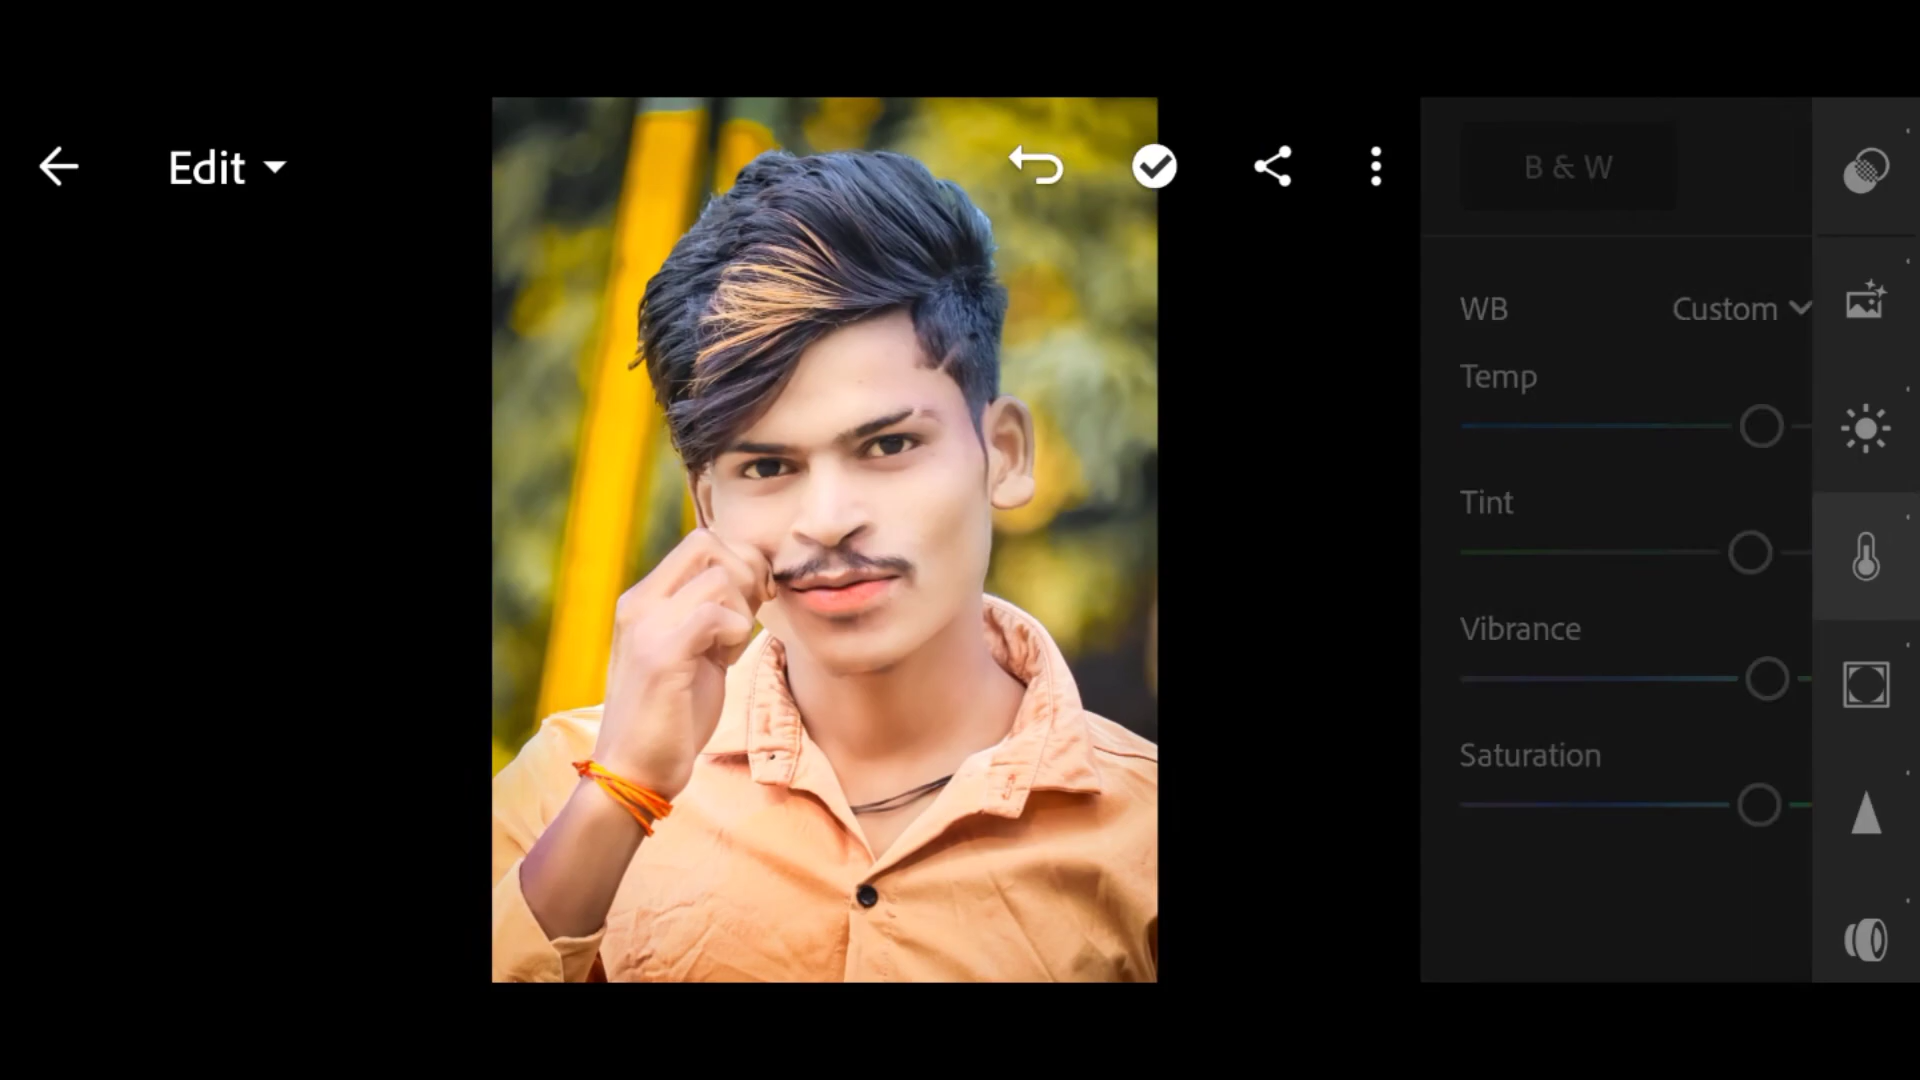 Edit
B & W
WB Custom
Temp
Tint
Vibrance
Saturation